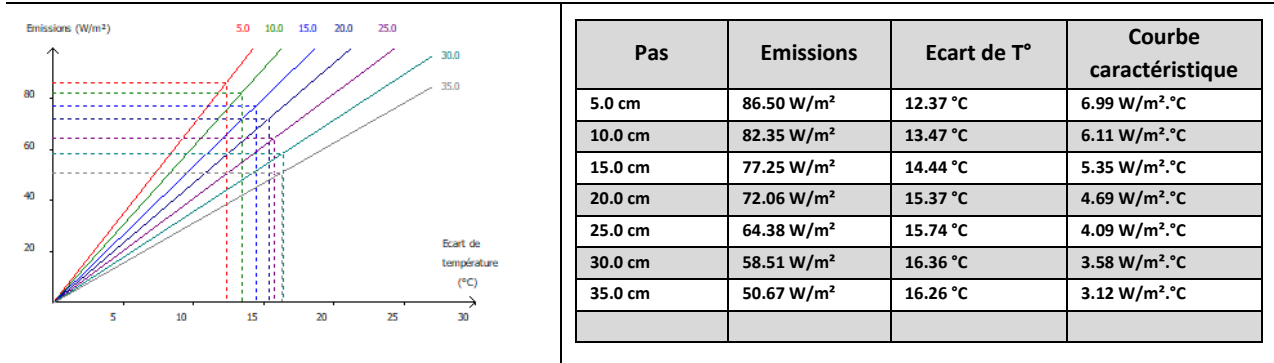 Emissions (W/m²)
5.0 10.0 15.0 20.0 25.0
30.0
35.0
80
60
40
20
Ecart de
température
(°C)
5 10 15 20 25 30
Pas Emissions Ecart de T° Courbe
caractéristique
5.0 cm 86.50 W/m² 12.37 °C 6.99 W/m².°C
10.0 cm 82.35 W/m² 13.47 °C 6.11 W/m².°C
15.0 cm 77.25 W/m² 14.44 °C 5.35 W/m².°C
20.0 cm 72.06 W/m² 15.37 °C 4.69 W/m².°C
25.0 cm 64.38 W/m² 15.74 °C 4.09 W/m².°C
30.0 cm 58.51 W/m² 16.36 °C 3.58 W/m².°C
35.0 cm 50.67 W/m² 16.26 °C 3.12 W/m².°C